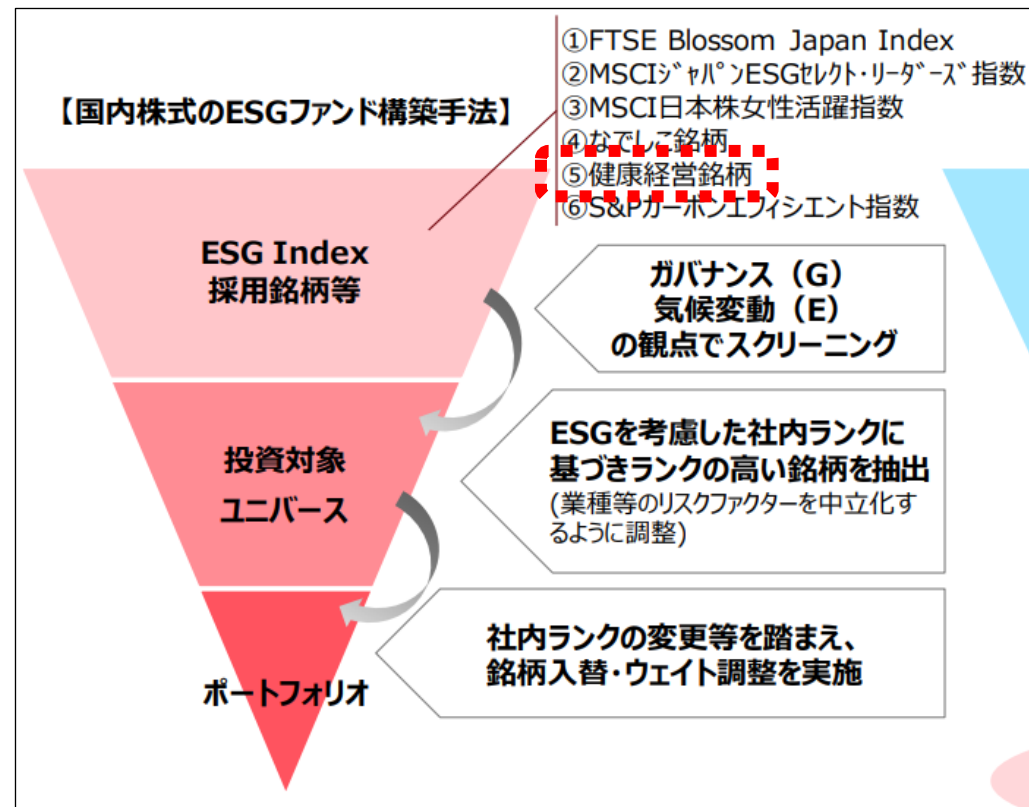 【国内株式のESGファンド構築手法】
①FTSE Blossom Japan Index
②MSCIｼﾞｬﾊﾟﾝESGｾﾚｸﾄ・ﾘｰﾀﾞｰｽﾞ指数
③MSCI日本株女性活躍指数
④なでしこ銘柄
⑤健康経営銘柄
⑥S&Pカーボンエフィシエント指数
ESG Index
採用銘柄等
ガバナンス（G）
気候変動（E）
の観点でスクリーニング
投資対象
ユニバース
ESGを考慮した社内ランクに
基づきランクの高い銘柄を抽出
(業種等のリスクファクターを中立化す
るように調整)
ポートフォリオ
社内ランクの変更等を踏まえ、
銘柄入替・ウェイト調整を実施